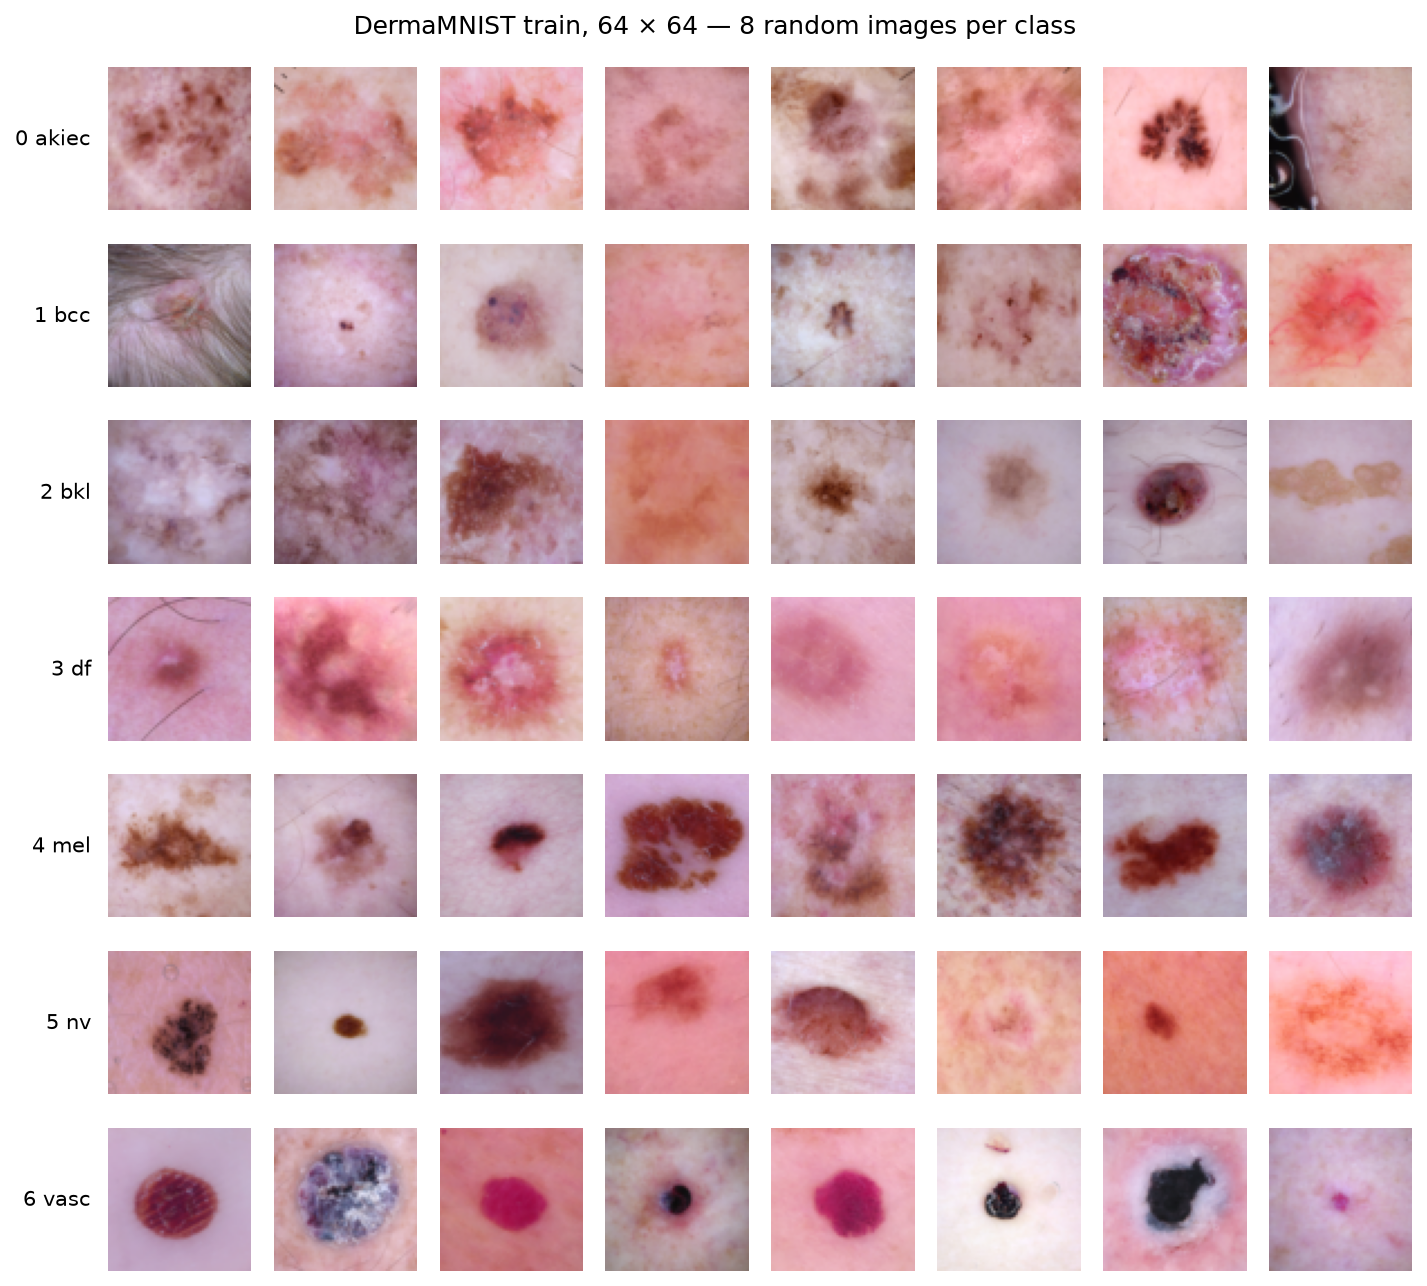 DermaMNIST train, 64 × 64 — 8 random images per class
0 akiec
1 bcc
2 bkl
3 df
4 mel
5 nv
6 vasc